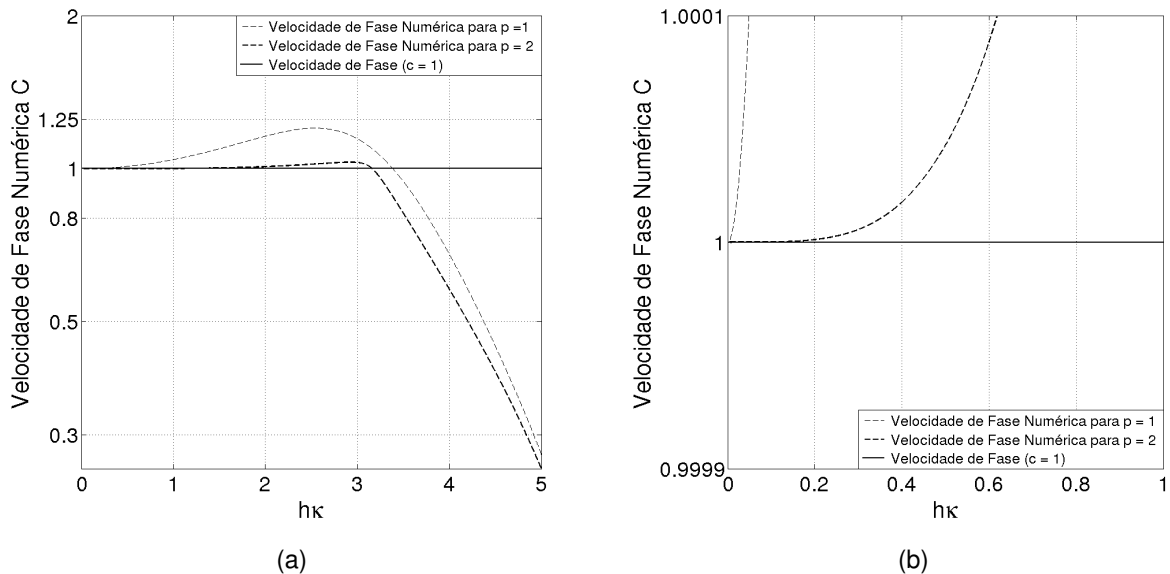 Velocidade de Fase Numérica C
2
1.25
1
0.8
0.5
0.3
Velocidade de Fase Numérica para p =1
Velocidade de Fase Numérica para p = 2
Velocidade de Fase (c = 1)
0 1 2 3 4 5
hκ
(a)
Velocidade de Fase Numérica C
1.0001
1
0.9999
Velocidade de Fase Numérica para p = 1
Velocidade de Fase Numérica para p = 2
Velocidade de Fase (c = 1)
0 0.2 0.4 0.6 0.8 1
hκ
(b)